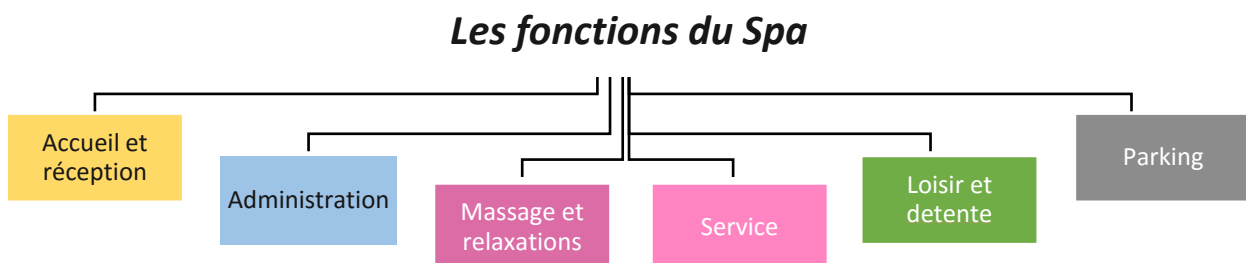 Les fonctions du Spa
Accueil et
réception
Administration
Massage et
relaxations
Service
Loisir et
detente
Parking